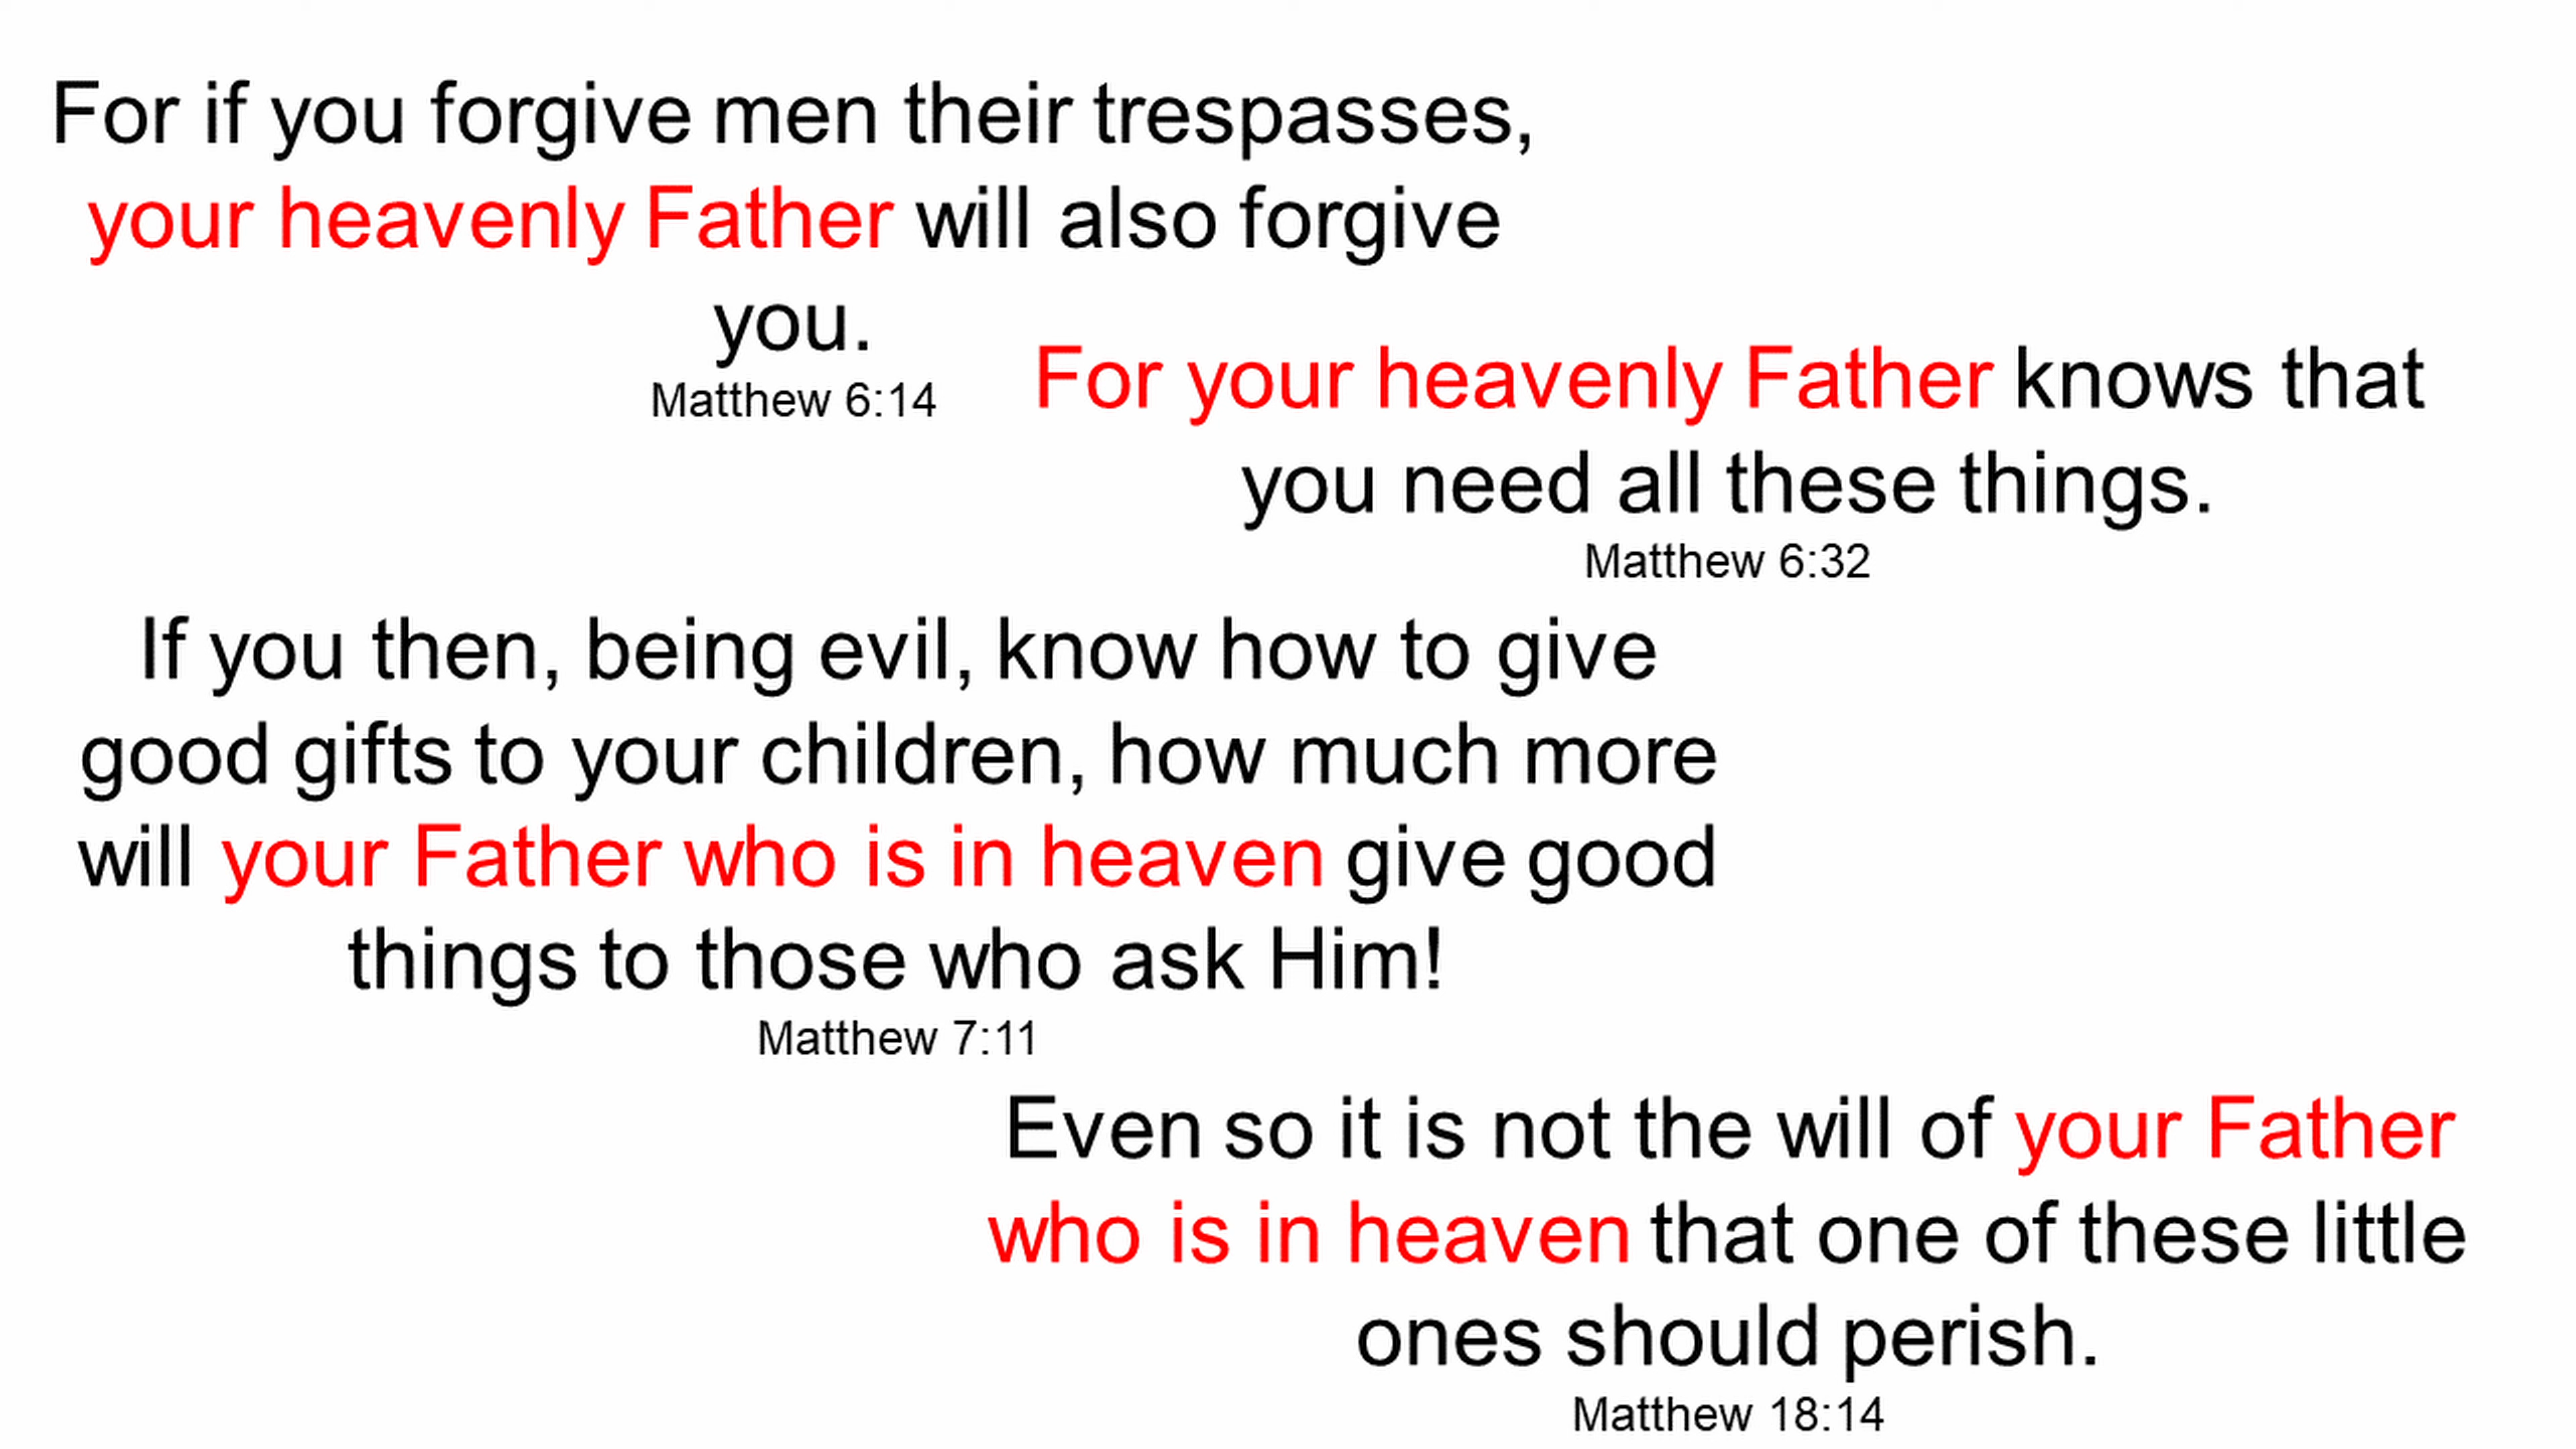 For if you forgive men their trespasses,
your heavenly Father will also forgive
you.
Matthew 6:14
For your heavenly Father knows that
you need all these things.
Matthew 6:32
If you then, being evil, know how to give
good gifts to your children, how much more
will your Father who is in heaven give good
things to those who ask Him!
Matthew 7:11
Even so it is not the will of your Father
who is in heaven that one of these little
ones should perish.
Matthew 18:14